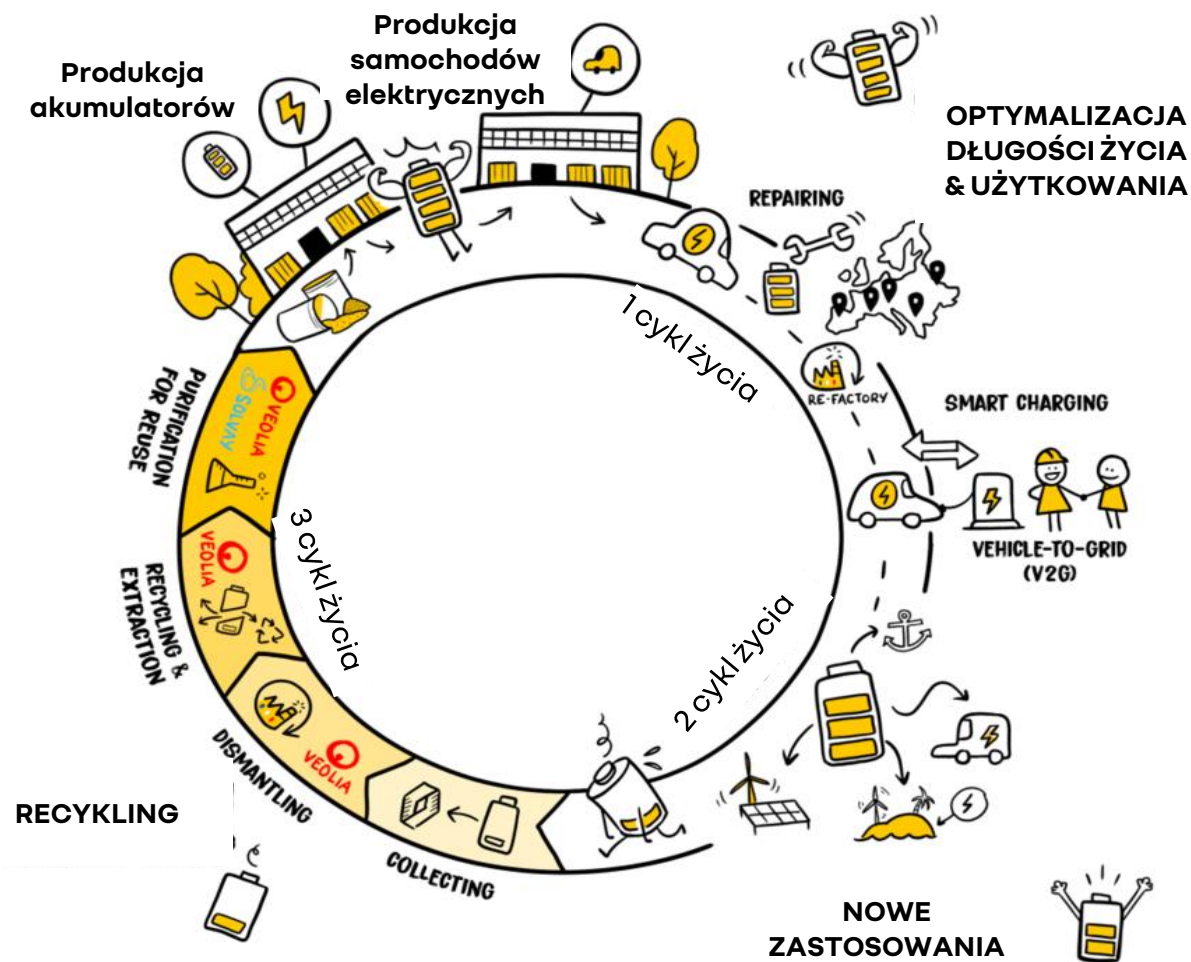 Produkcja
akumulatorów
Produkcja
samochodów
elektrycznych
OPTYMALIZACJA
DŁUGOŚCI ŻYCIA
& UŻYTKOWANIA
REPAIRING
1 cykl życia
RE-FACTORY
SMART CHARGING
VEHICLE-TO-GRID
(V2G)
2 cykl życia
NOWE
ZASTOSOWANIA
COLLECTING
DISMANTLING
VEOLIA
RECYKLING
RECYCLING &
EXTRACTION
VEOLIA
3 cykl życia
PURIFICATION
FOR REUSE
SOLVAY
VEOLIA